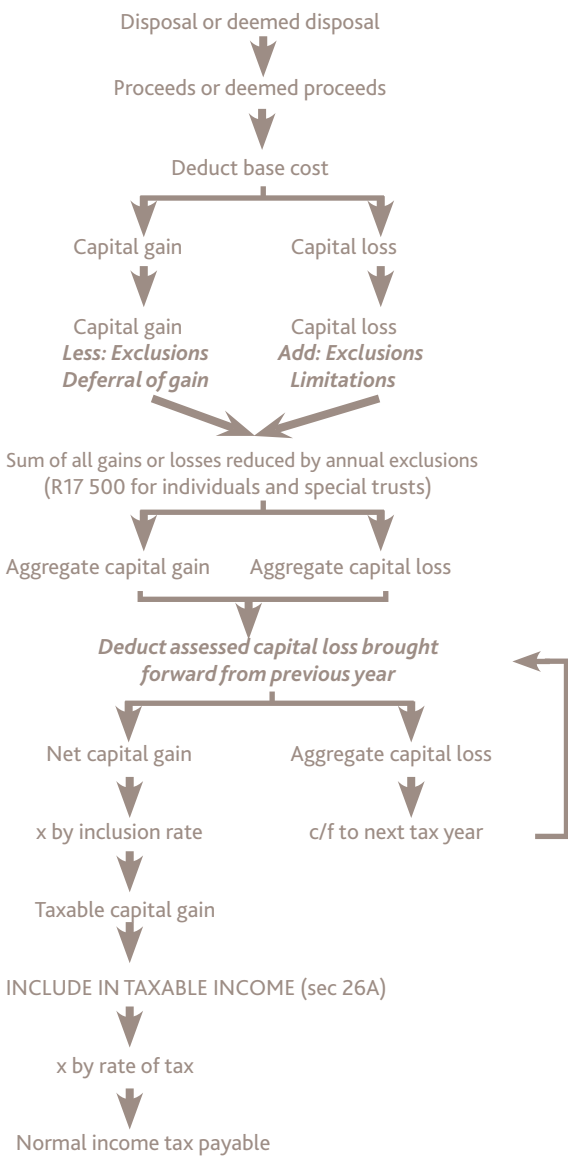 Disposal or deemed disposal
Proceeds or deemed proceeds
Deduct base cost
Capital gain
Capital loss
Capital gain
Less: Exclusions
Deferral of gain
Capital loss
Add: Exclusions
Limitations
Sum of all gains or losses reduced by annual exclusions
(R17 500 for individuals and special trusts)
Aggregate capital gain
Aggregate capital loss
Deduct assessed capital loss brought
forward from previous year
Net capital gain
Aggregate capital loss
x by inclusion rate
c/f to next tax year
Taxable capital gain
INCLUDE IN TAXABLE INCOME (sec 26A)
x by rate of tax
Normal income tax payable